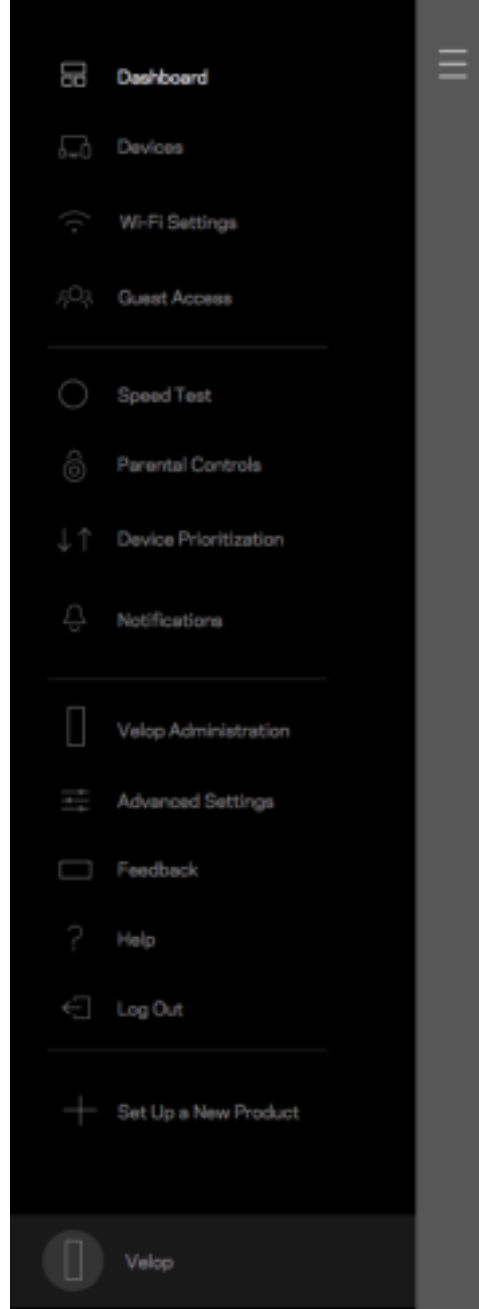 Dashboard
Devices
Wi-Fi Settings
Guest Access
Speed Test
Parental Controls
Device Prioritization
Notifications
Velop Administration
Advanced Settings
Feedback
Help
Log Out
Set Up a New Product
Velop